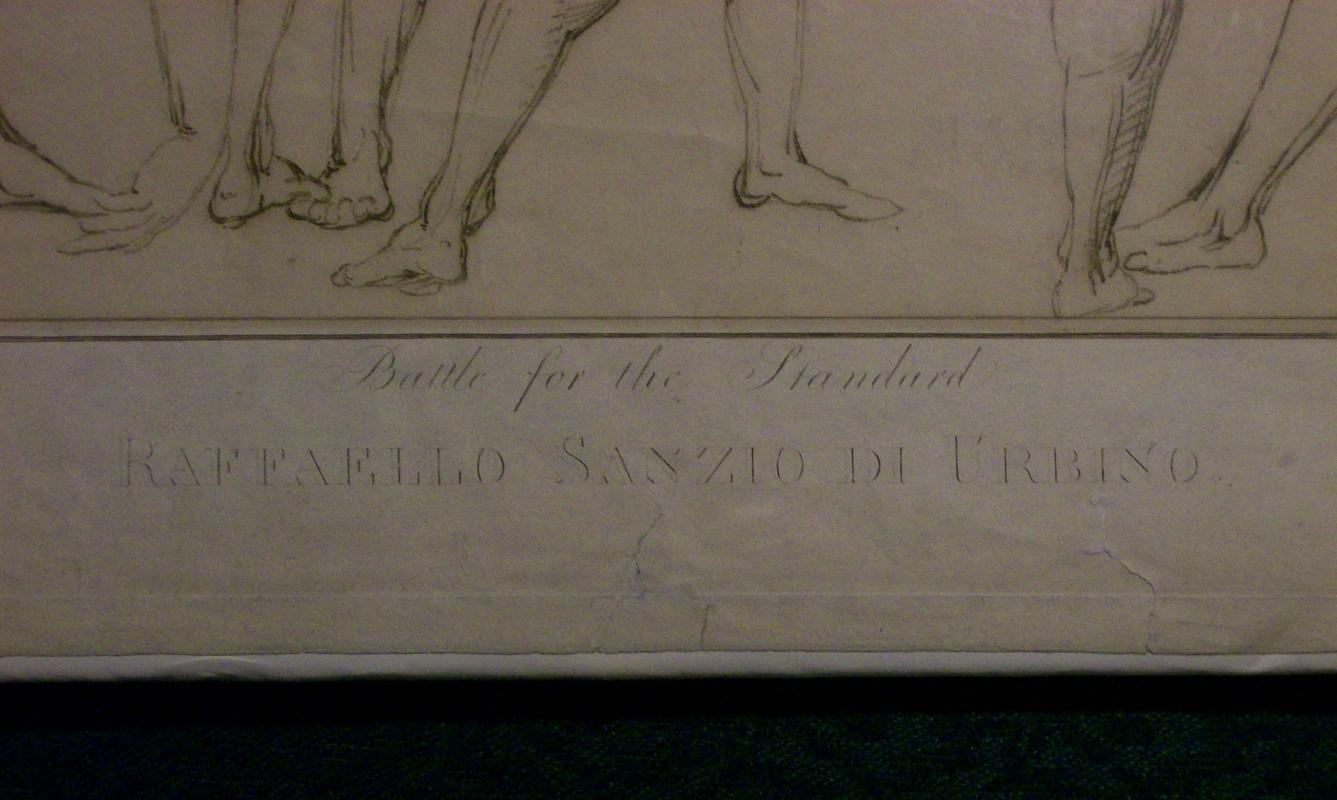 Battle for the Standard
RAFFAELLO SANZIO DI URBINO.